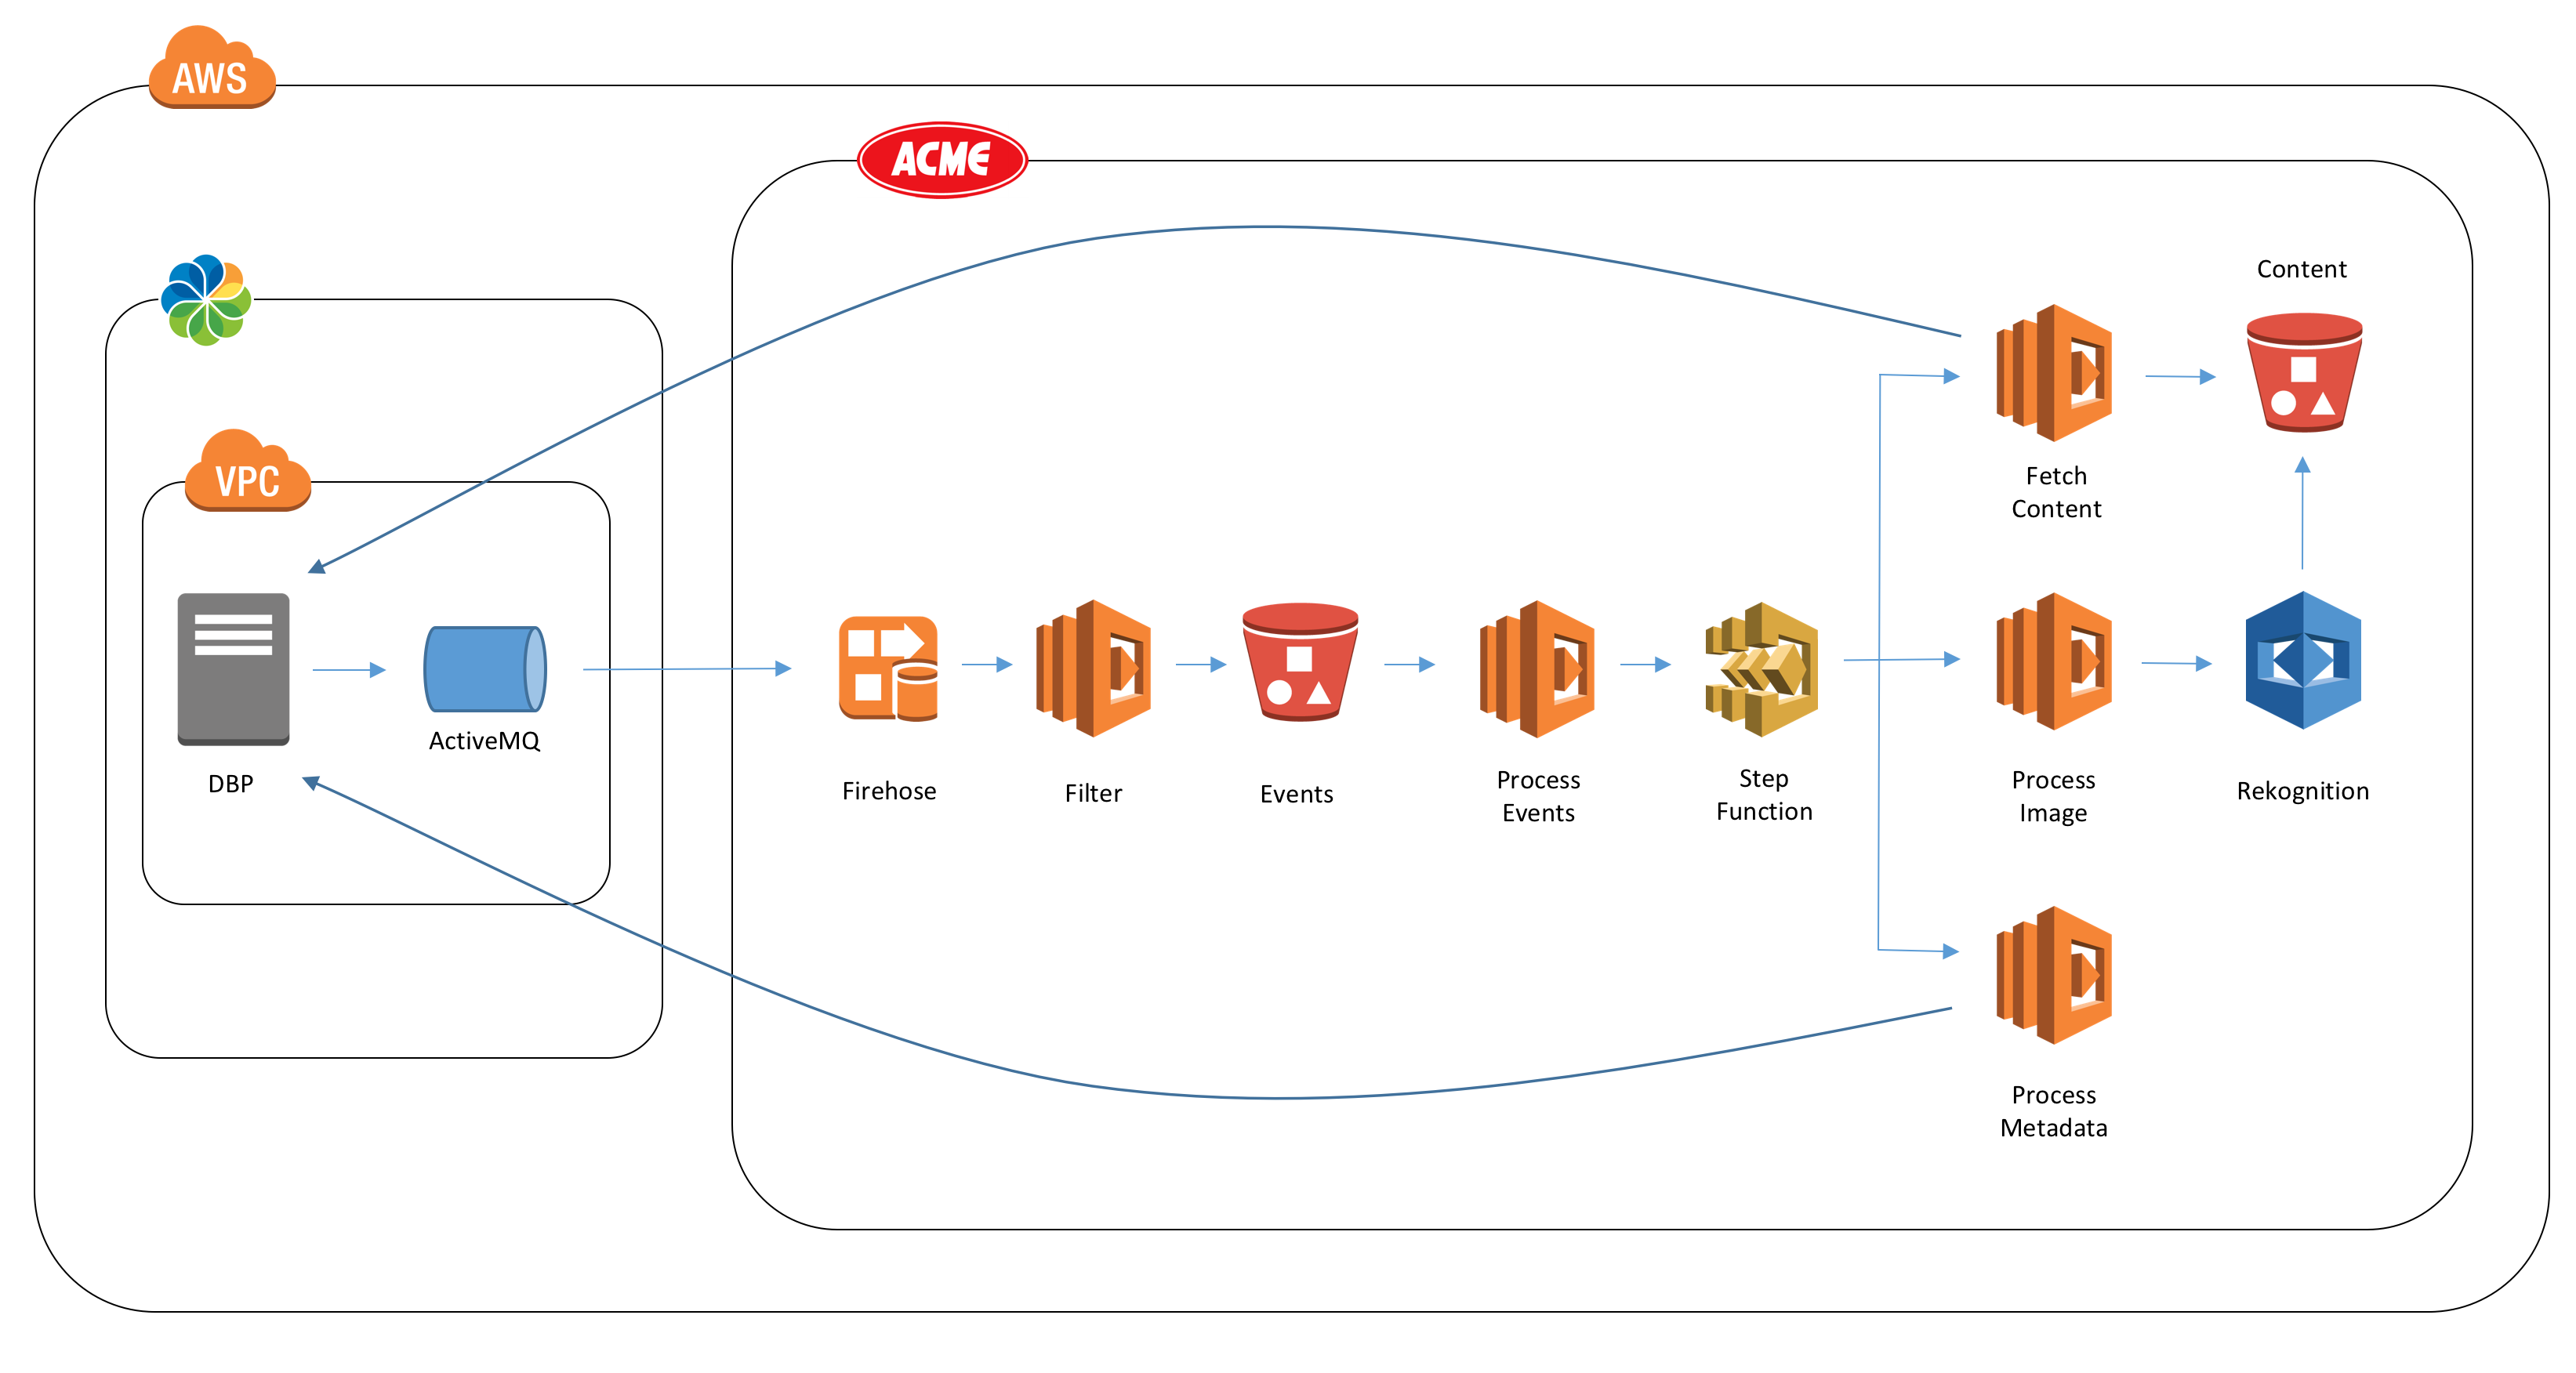 AWS
ACME
Content
Fetch
Content
VPC
DBP
ActiveMQ
Firehose
Filter
Events
Process
Events
Step
Function
Process
Image
Rekognition
Process
Metadata